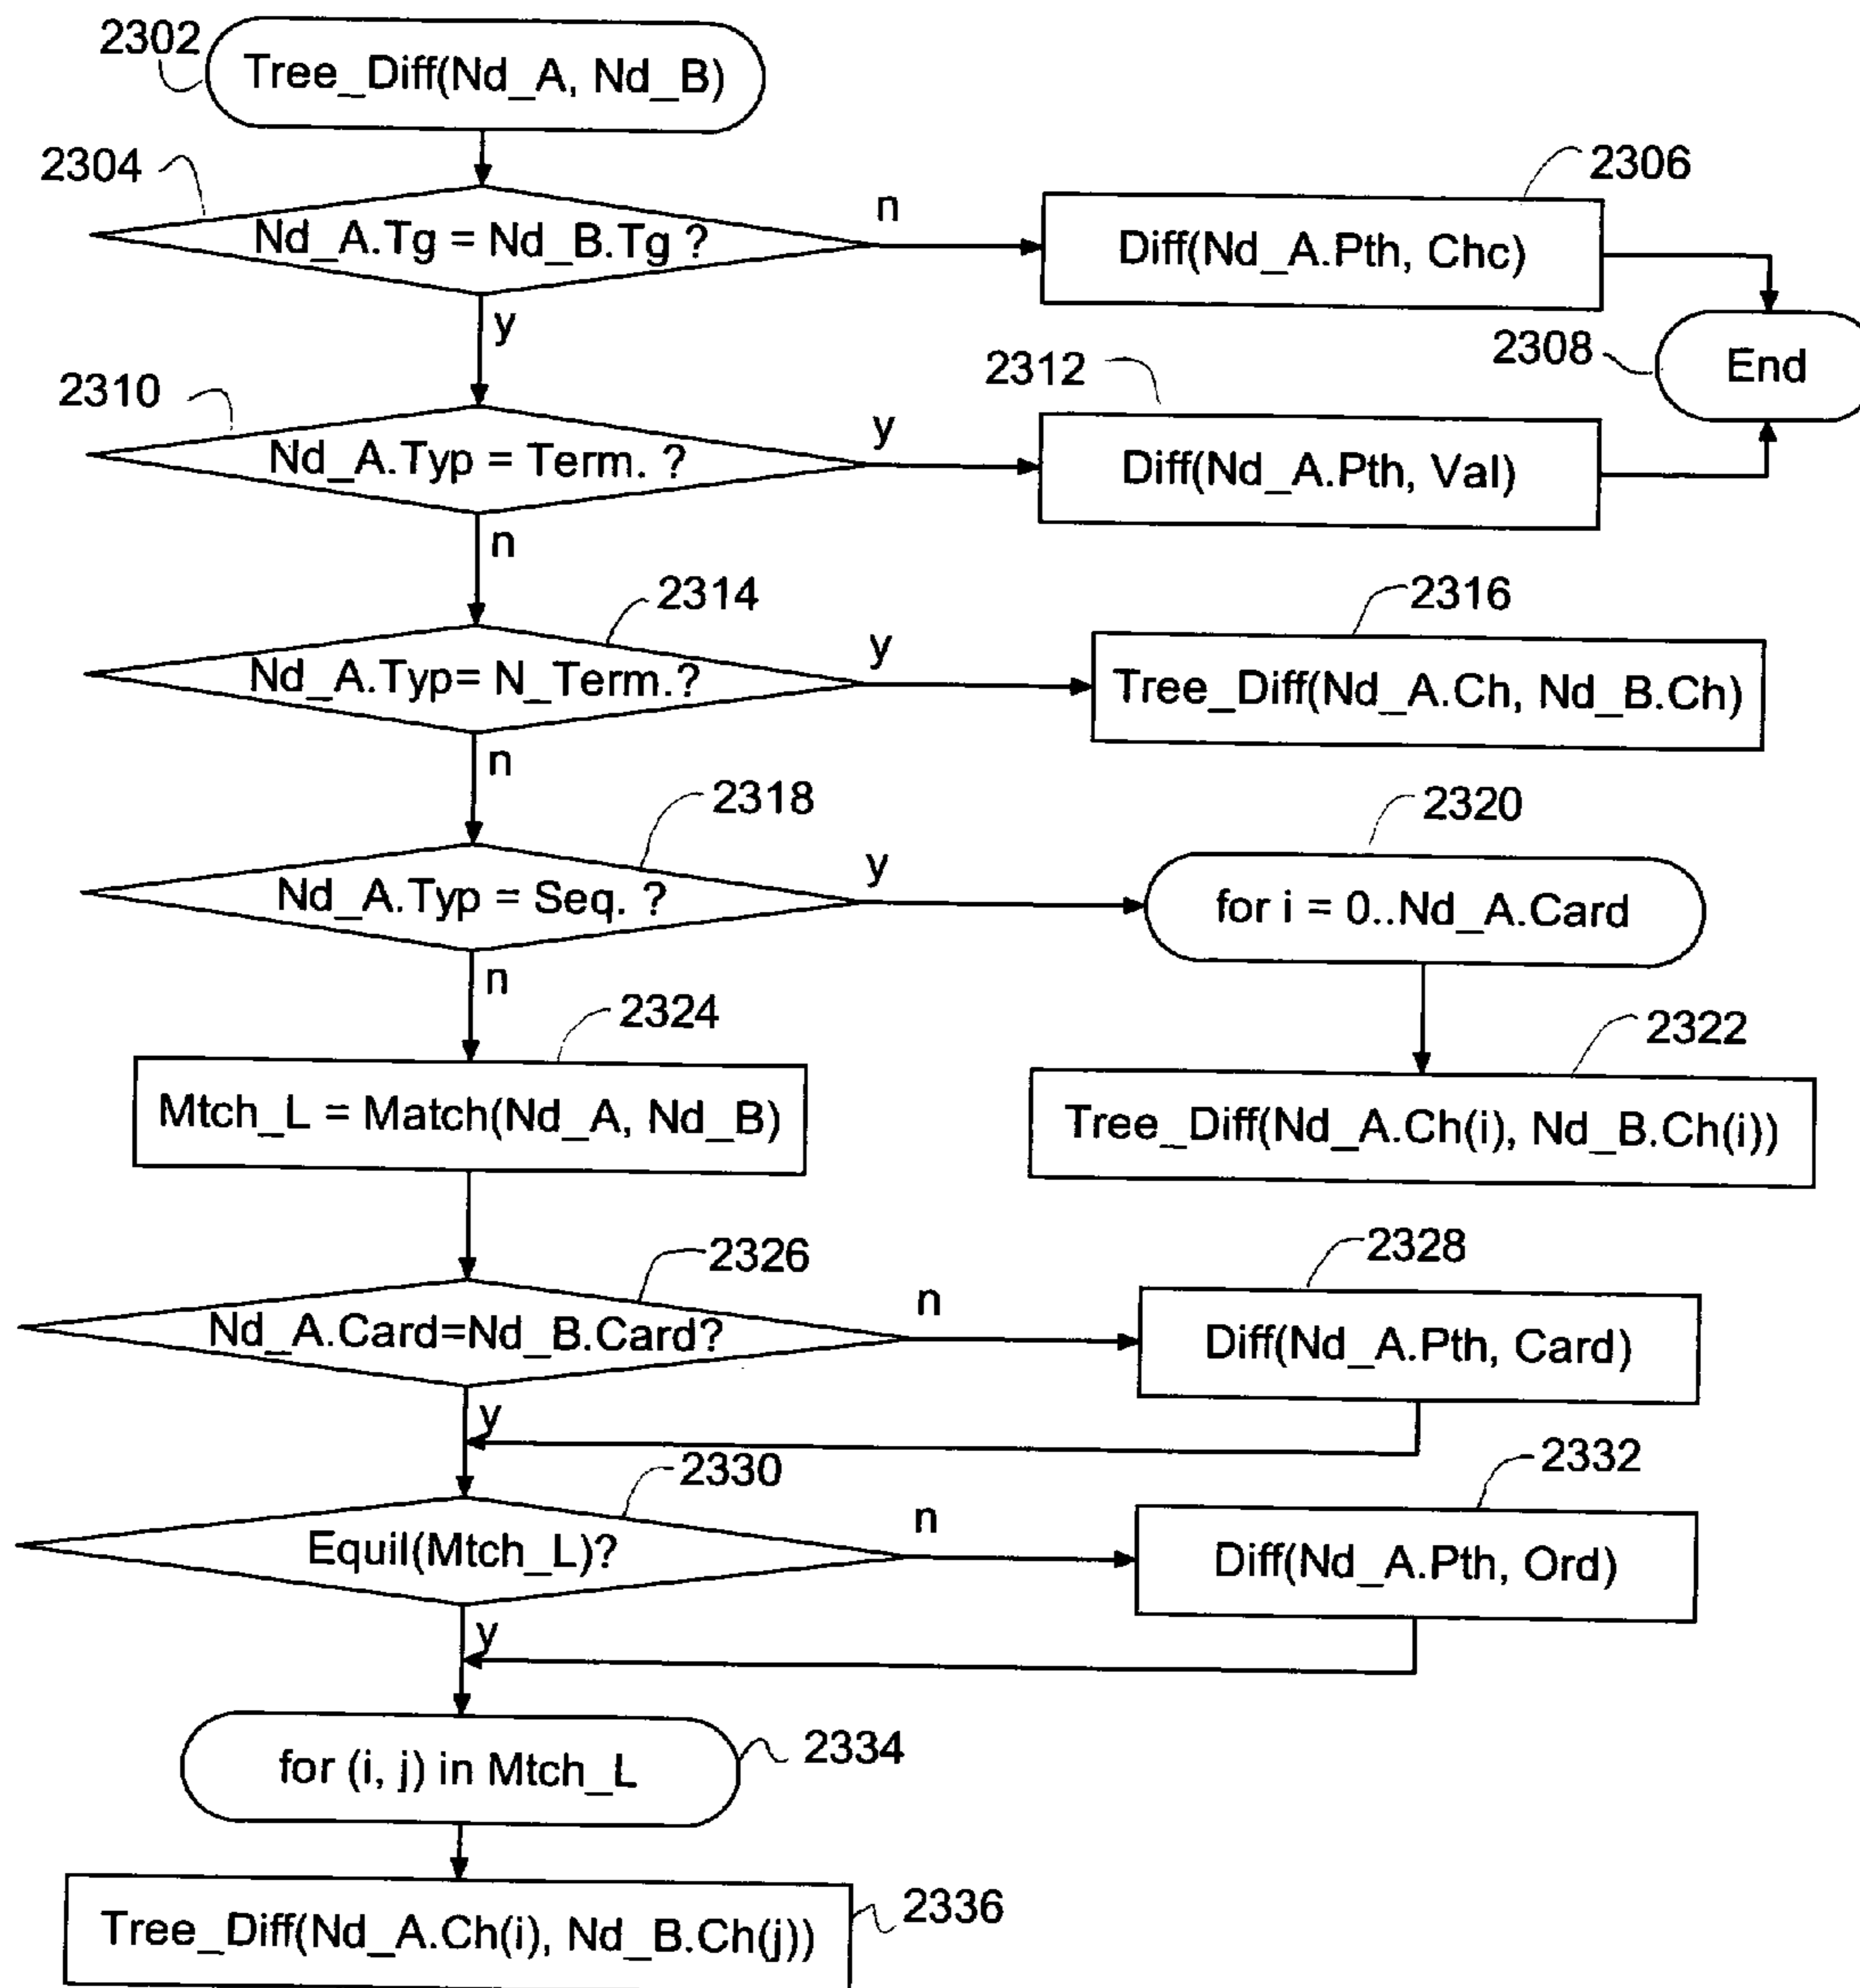 2302
Tree_Diff(Nd_A, Nd_B)
2304
Nd_A.Tg = Nd_B.Tg ?
n
2306
Diff(Nd_A.Pth, Chc)
y
2308
End
2310
Nd_A.Typ = Term. ?
y
2312
Diff(Nd_A.Pth, Val)
n
2314
Nd_A.Typ= N_Term.?
y
2316
Tree_Diff(Nd_A.Ch, Nd_B.Ch)
n
2318
Nd_A.Typ = Seq. ?
y
2320
for i = 0..Nd_A.Card
n
2322
Tree_Diff(Nd_A.Ch(i), Nd_B.Ch(i))
2324
Mtch_L = Match(Nd_A, Nd_B)
2326
Nd_A.Card=Nd_B.Card?
n
2328
Diff(Nd_A.Pth, Card)
y
2330
Equil(Mtch_L)?
n
2332
Diff(Nd_A.Pth, Ord)
y
2334
for (i, j) in Mtch_L
2336
Tree_Diff(Nd_A.Ch(i), Nd_B.Ch(j))